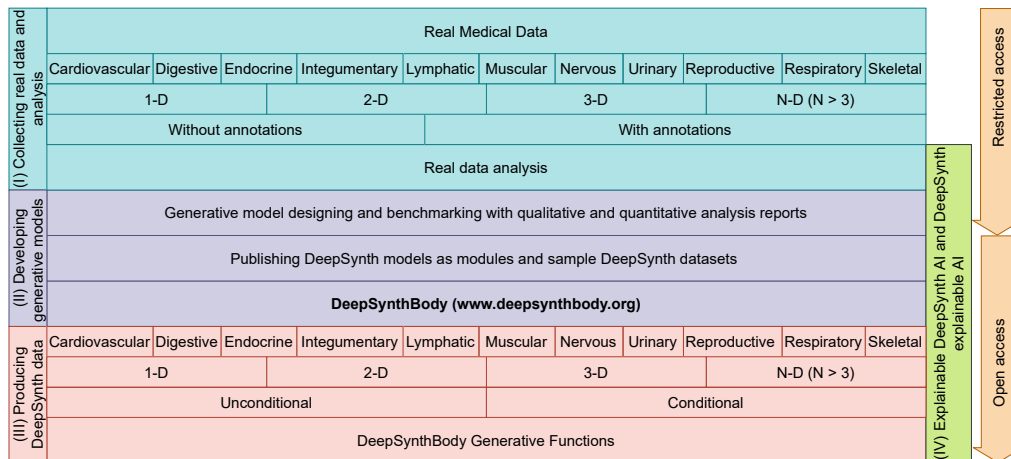 (I) Collecting real data and
analysis
Real Medical Data
Cardiovascular Digestive Endocrine Integumentary Lymphatic Muscular Nervous Urinary Reproductive Respiratory Skeletal
1-D 2-D 3-D N-D (N > 3)
Without annotations With annotations
Real data analysis
(II) Developing
generative models
Generative model designing and benchmarking with qualitative and quantitative analysis reports
Publishing DeepSynth models as modules and sample DeepSynth datasets
DeepSynthBody (www.deepsynthbody.org)
(III) Producing
DeepSynth data
Cardiovascular Digestive Endocrine Integumentary Lymphatic Muscular Nervous Urinary Reproductive Respiratory Skeletal
1-D 2-D 3-D N-D (N > 3)
Unconditional Conditional
DeepSynthBody Generative Functions
(IV) Explainable DeepSynth AI and DeepSynth
explainable AI
Restricted access
Open access